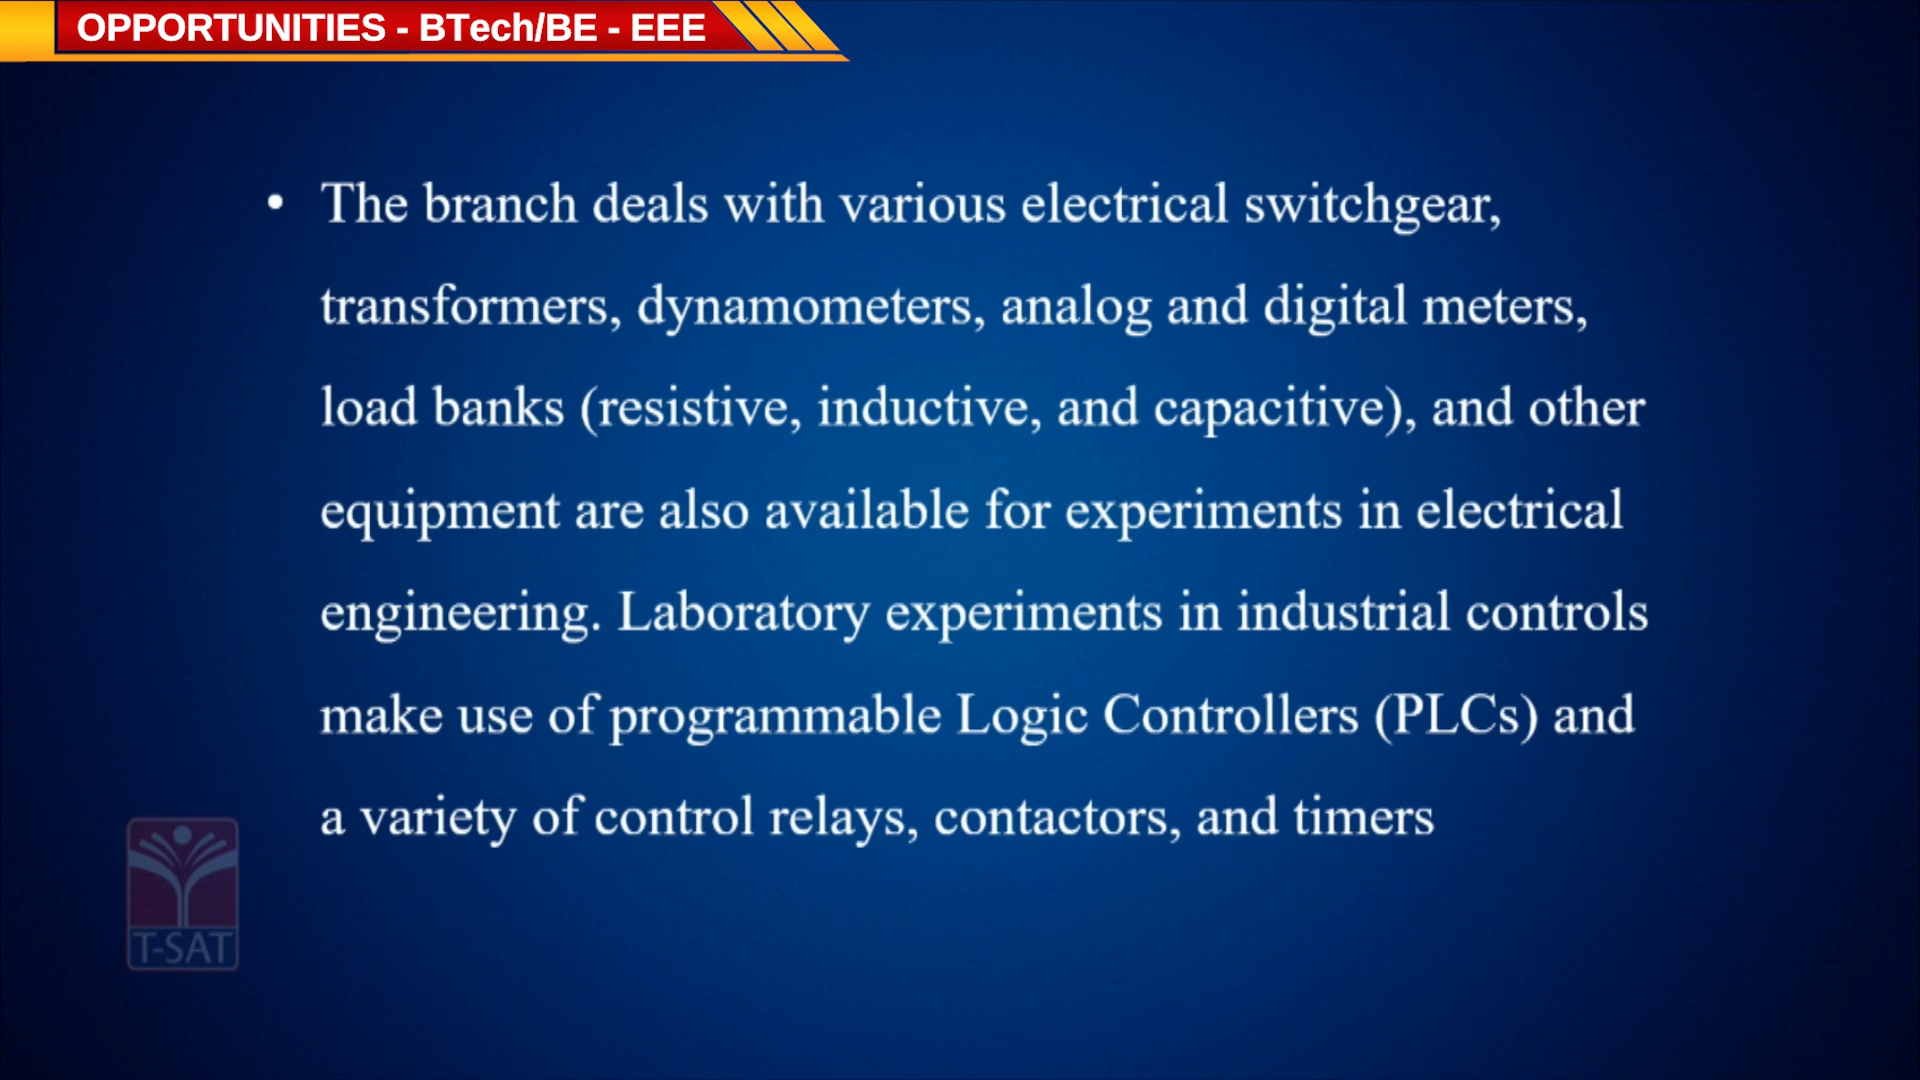 OPPORTUNITIES - BTech/BE - EEE
• The branch deals with various electrical switchgear,
transformers, dynamometers, analog and digital meters,
load banks (resistive, inductive, and capacitive), and other
equipment are also available for experiments in electrical
engineering. Laboratory experiments in industrial controls
make use of programmable Logic Controllers (PLCs) and
a variety of control relays, contactors, and timers
T-SAT